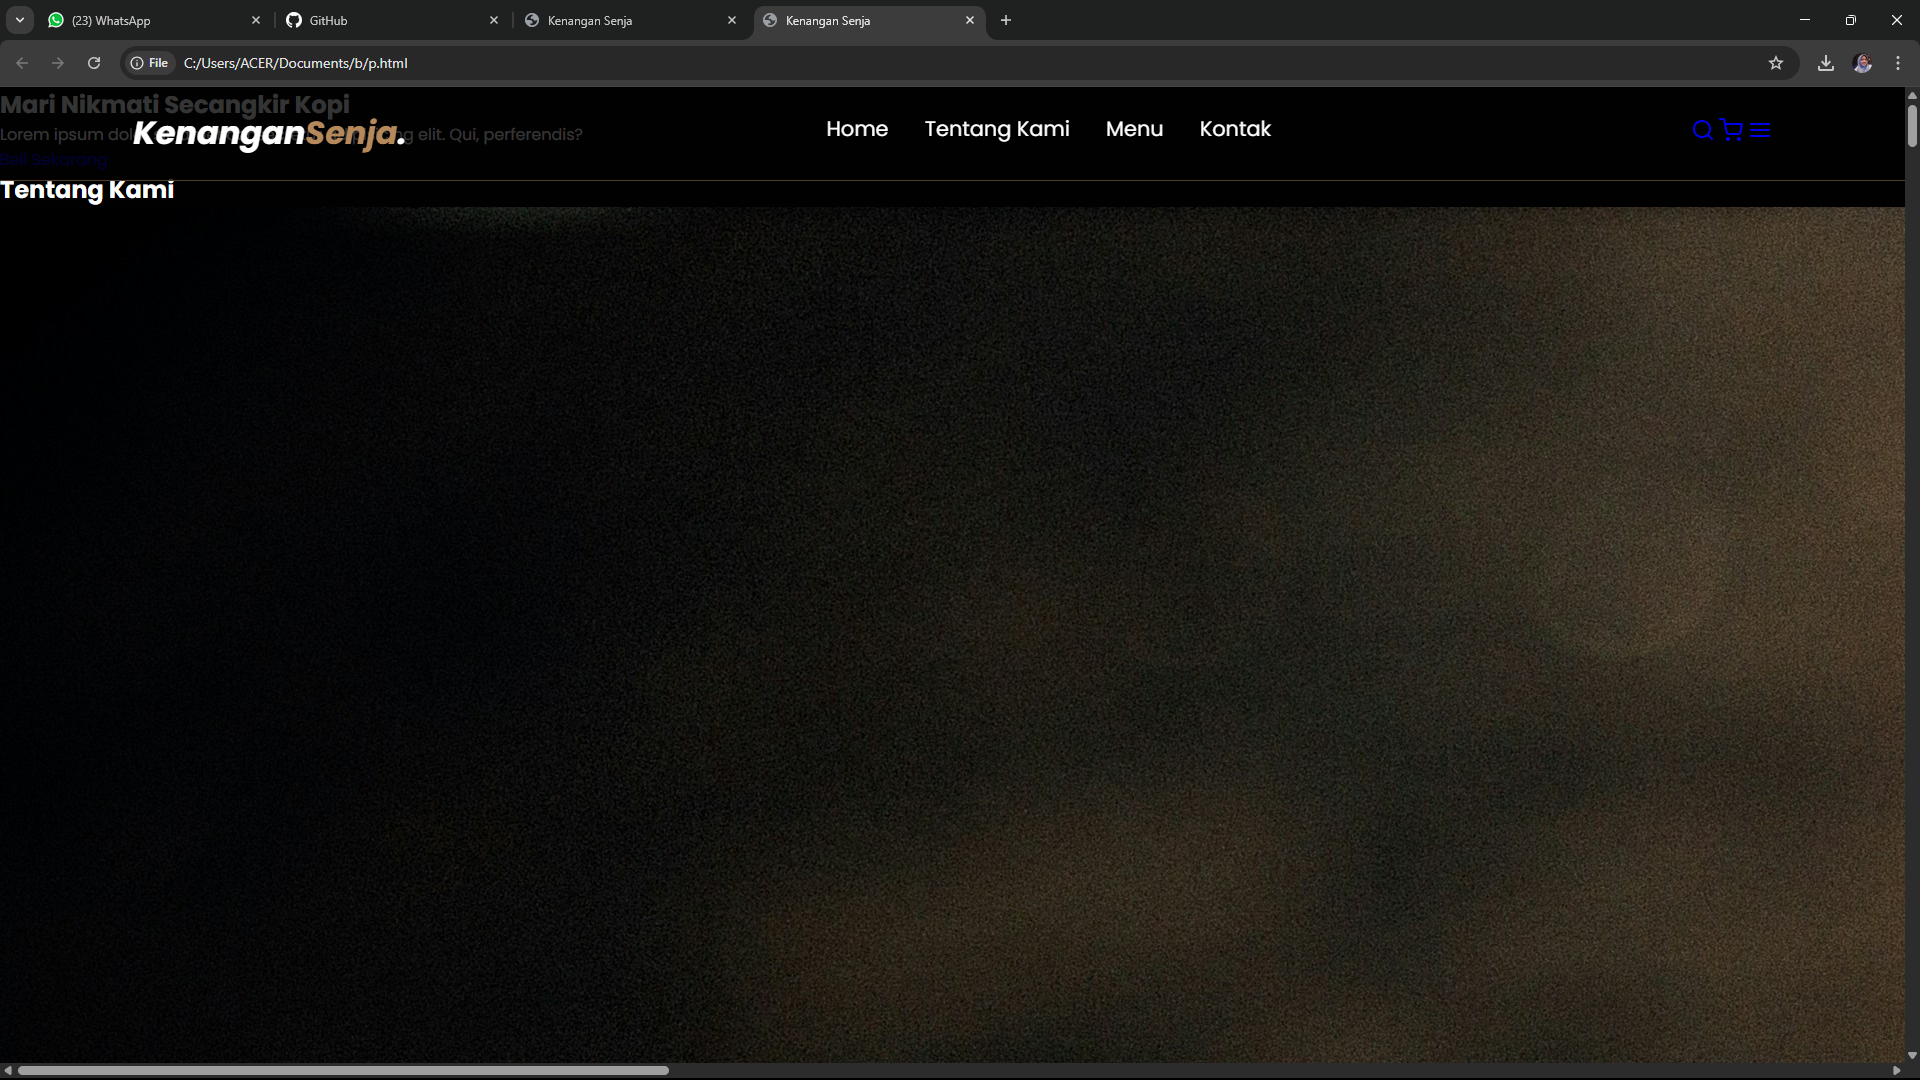 (23) WhatsApp
GitHub
Kenangan Senja
Kenangan Senja
File
C:/Users/ACER/Documents/b/p.html
Mari Nikmati Secangkir Kopi
KenanganSenja.
Home
Tentang Kami
Menu
Kontak
Lorem ipsum elit. Qui, perferendis?
Beli Sekarang
Tentang Kami